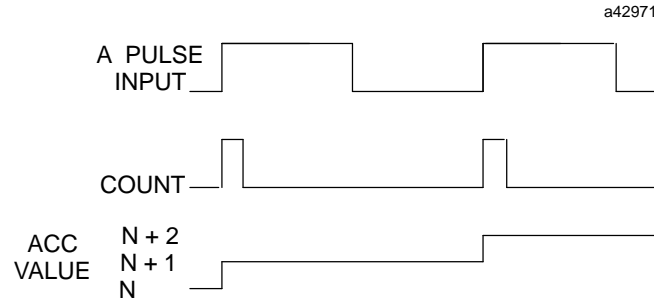 a42971
A PULSE
INPUT
COUNT
ACC
VALUE
N + 2
N + 1
N